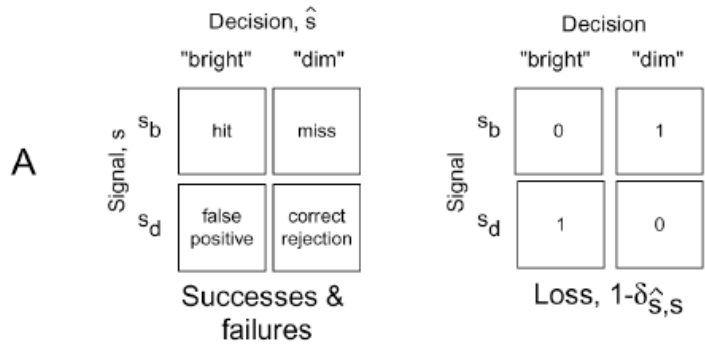 A
Decision, ŝ
"bright" "dim"
Signal, s
s_b hit miss
s_d false positive correct rejection
Successes &
failures
Decision
"bright" "dim"
Signal
s_b 0 1
s_d 1 0
Loss, 1-δ_ŝ,s